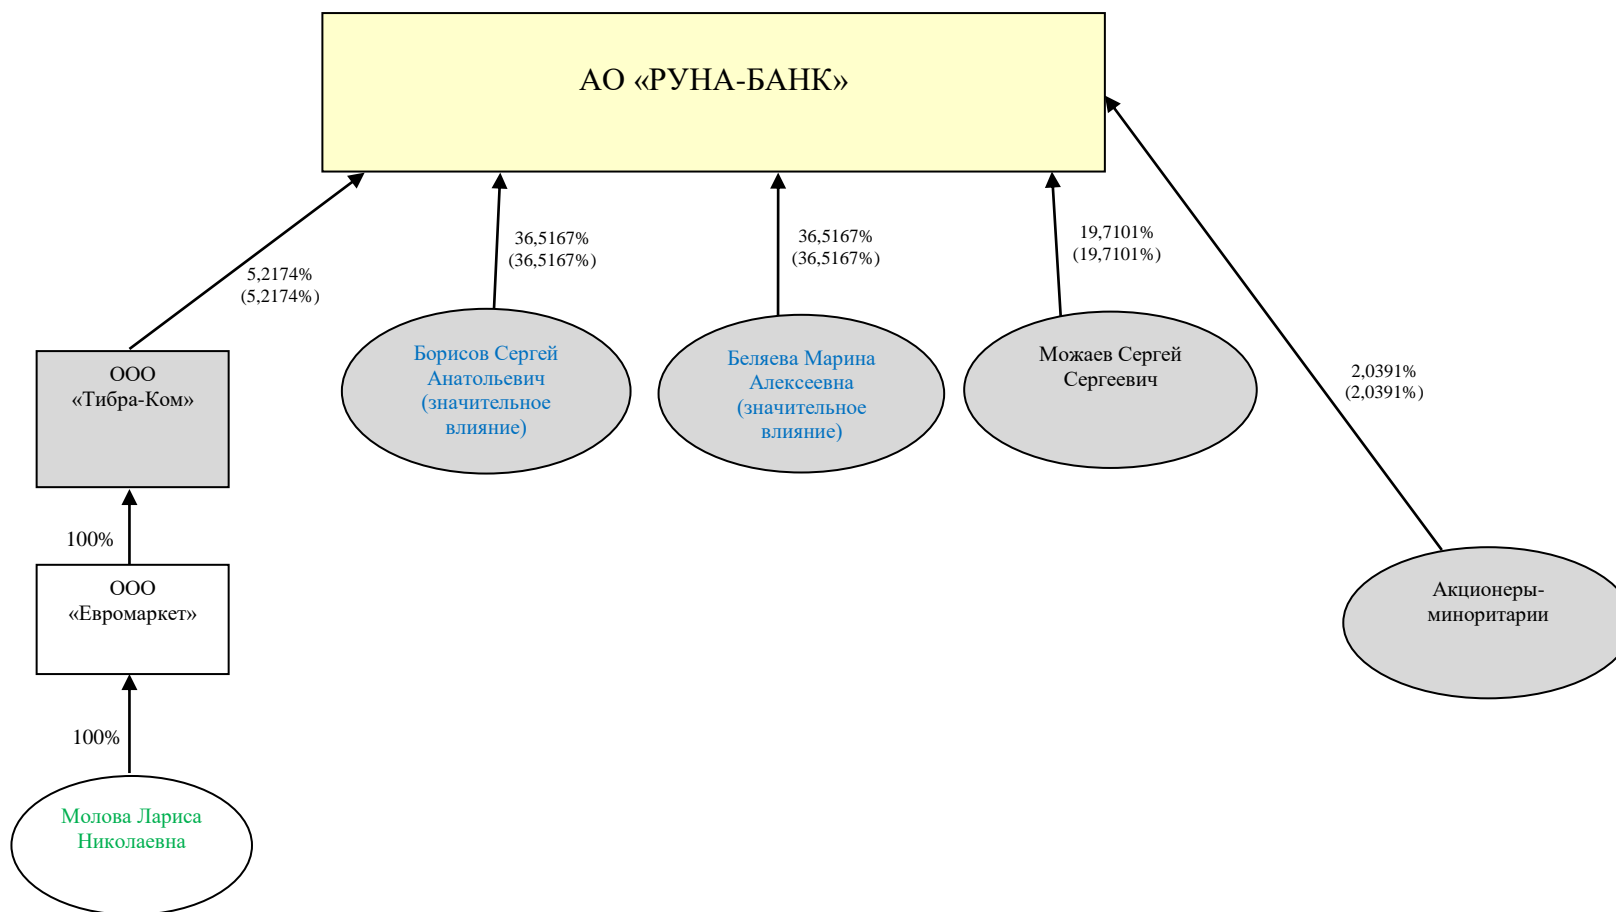 АО «РУНА-БАНК»
5,2174%
(5,2174%)
36,5167%
(36,5167%)
36,5167%
(36,5167%)
19,7101%
(19,7101%)
2,0391%
(2,0391%)
ООО
«Тибра-Ком»
Борисов Сергей
Анатольевич
(значительное
влияние)
Беляева Марина
Алексеевна
(значительное
влияние)
Можаев Сергей
Сергеевич
100%
ООО
«Евромаркет»
Акционеры-
миноритарии
100%
Молова Лариса
Николаевна